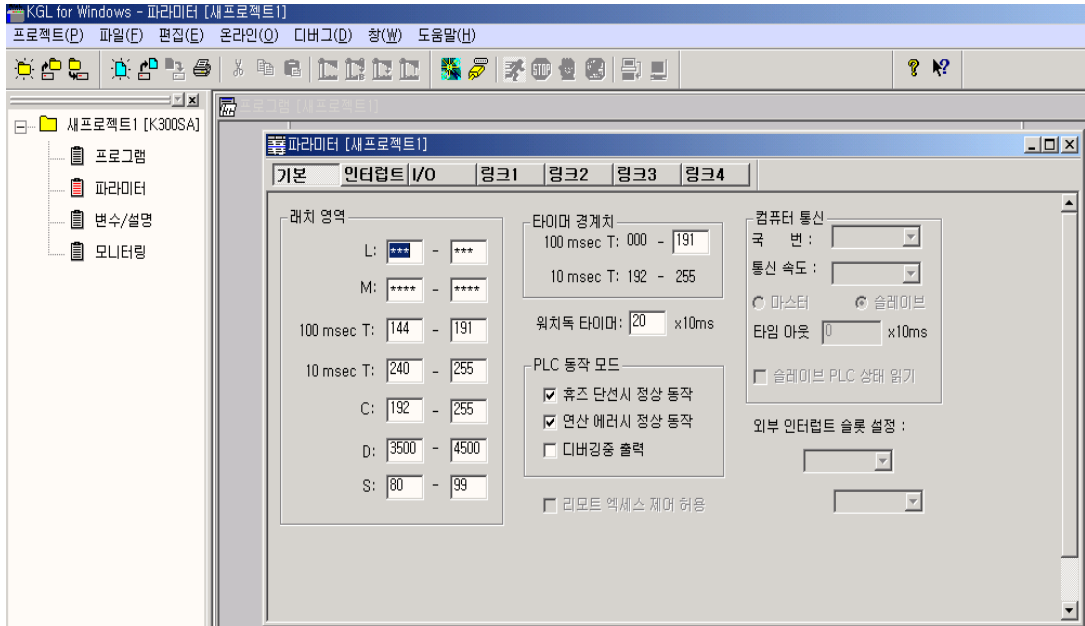 KGL for Windows - 파라미터 [새프로젝트1]
프로젝트(P) 파일(F) 편집(E) 온라인(O) 디버그(D) 창(W) 도움말(H)
프로그램 [새프로젝트1]
새프로젝트1 [K300SA]
프로그램
파라미터
변수/설명
모니터링
파라미터 [새프로젝트1]
기본 인터럽트 I/O 링크1 링크2 링크3 링크4
래치 영역
L: *** - ***
M: **** - ****
100 msec T: 144 - 191
10 msec T: 240 - 255
C: 192 - 255
D: 3500 - 4500
S: 80 - 99
타이머 경계치
100 msec T: 000 - 191
10 msec T: 192 - 255
워치독 타이머: 20 x10ms
PLC 동작 모드
휴즈 단선시 정상 동작
연산 에러시 정상 동작
디버깅중 출력
리모트 엑세스 제어 허용
컴퓨터 통신
국 번 :
통신 속도 :
마스터 슬레이브
타임 아웃 0 x10ms
슬레이브 PLC 상태 읽기
외부 인터럽트 슬롯 설정 :
STOP